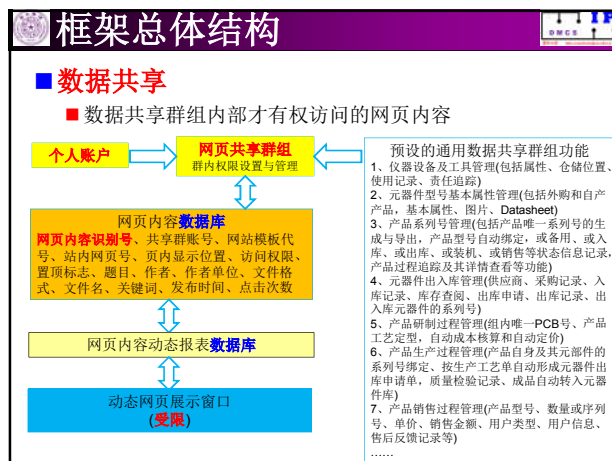 框架总体结构
DMCS
数据共享
数据共享群组内部才有权访问的网页内容
个人账户
网页共享群组
群内权限设置与管理
网页内容数据库
网页内容识别号、共享群账号、网站模板代
号、站内网页号、页内显示位置、访问权限、
置顶标志、题目、作者、作者单位、文件格
式、文件名、关键词、发布时间、点击次数
网页内容动态报表数据库
动态网页展示窗口
(受限)
预设的通用数据共享群组功能
1、仪器设备及工具管理(包括属性、仓储位置、
使用记录、责任追踪)
2、元器件型号基本属性管理(包括外购和自产
产品，基本属性、图片、Datasheet)
3、产品系列号管理(包括产品唯一系列号的生
成与导出，产品型号自动绑定，或备用、或入
库、或出库、或装机、或销售等状态信息记录，
产品过程追踪及其详情查看等功能)
4、元器件出入库管理(供应商、采购记录、入
库记录、库存查阅、出库申请、出库记录、出
入库元器件的系列号)
5、产品研制过程管理(组内唯一PCB号、产品
工艺定型，自动成本核算和自动定价)
6、产品生产过程管理(产品自身及其元部件的
系列号绑定、按生产工艺单自动形成元器件出
库申请单，质量检验记录、成品自动转入元器
件库)
7、产品销售过程管理(产品型号、数量或序列
号、单价、销售金额、用户类型、用户信息、
售后反馈记录等)
……